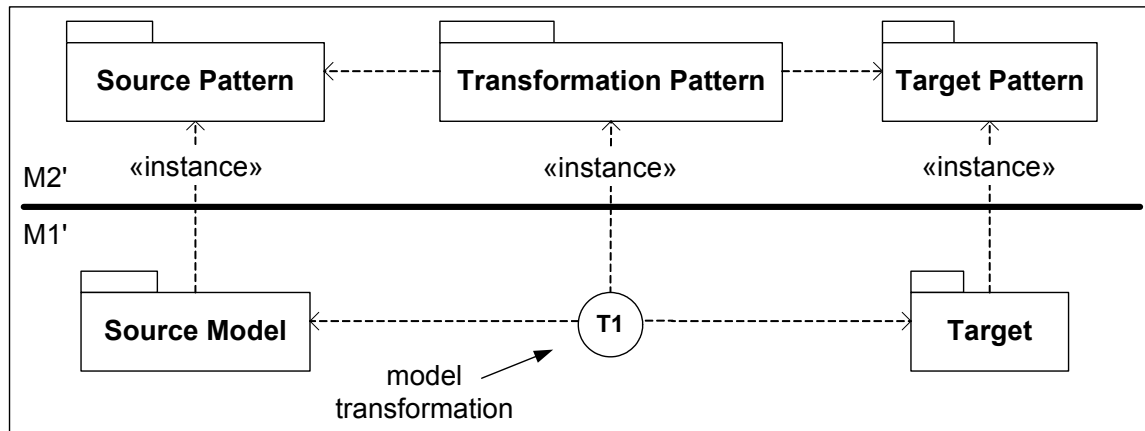 Source Pattern
Transformation Pattern
Target Pattern
«instance»
«instance»
«instance»
M2'
M1'
Source Model
T1
Target
model
transformation